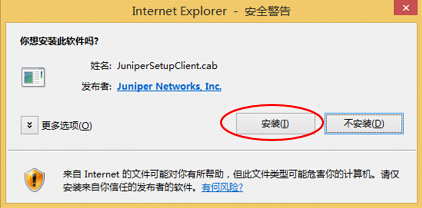 Internet Explorer - 安全警告
你想安装此软件吗?
姓名: JuniperSetupClient.cab
发布者: Juniper Networks, Inc.
更多选项(O)
安装(I)
不安装(D)
来自 Internet 的文件可能对你有所帮助，但此文件类型可能危害你的计算机。请仅
安装来自你信任的发布者的软件。有何风险?